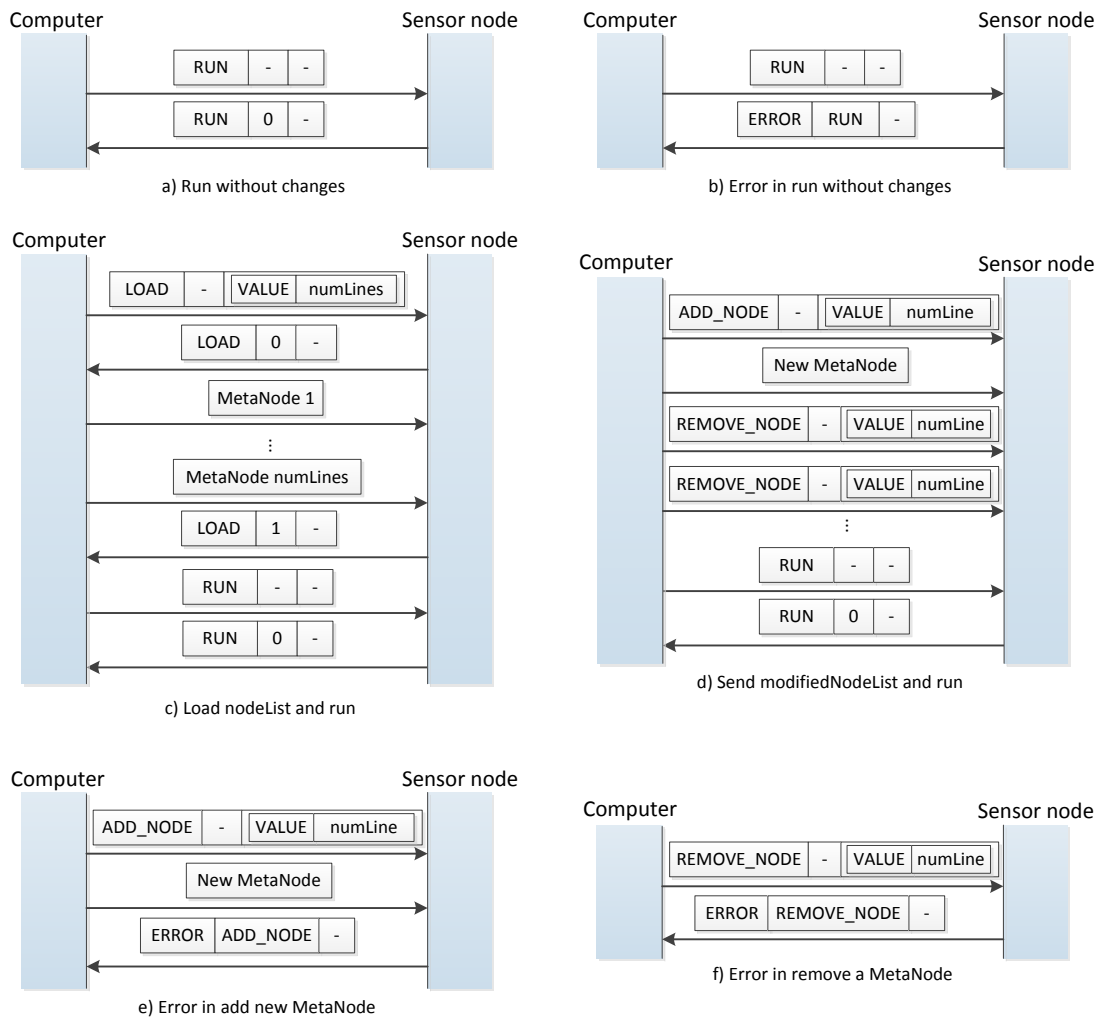 Computer Sensor node
RUN - -
RUN 0 -
a) Run without changes
Computer Sensor node
RUN - -
ERROR RUN -
b) Error in run without changes
Computer Sensor node
LOAD - VALUE numLines
LOAD 0 -
MetaNode 1
...
MetaNode numLines
LOAD 1 -
RUN - -
RUN 0 -
c) Load nodeList and run
Computer Sensor node
ADD_NODE - VALUE numLine
New MetaNode
REMOVE_NODE - VALUE numLine
REMOVE_NODE - VALUE numLine
...
RUN - -
RUN 0 -
d) Send modifiedNodeList and run
Computer Sensor node
ADD_NODE - VALUE numLine
New MetaNode
ERROR ADD_NODE -
e) Error in add new MetaNode
Computer Sensor node
REMOVE_NODE - VALUE numLine
ERROR REMOVE_NODE -
f) Error in remove a MetaNode